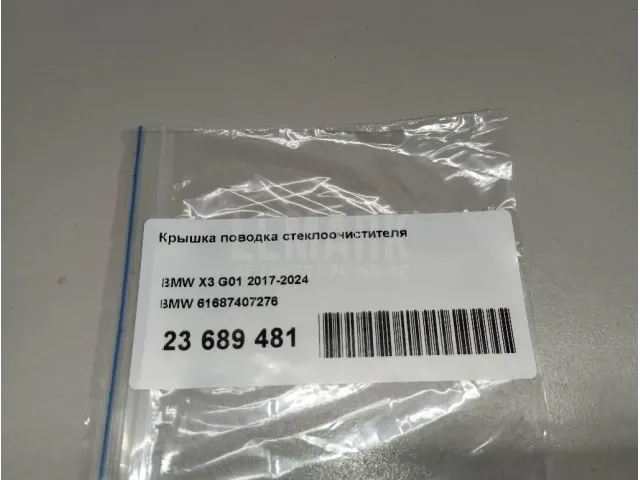 Крышка поводка стеклоочистителя
BMW X3 G01 2017-2024
BMW 61687407276
23 689 481